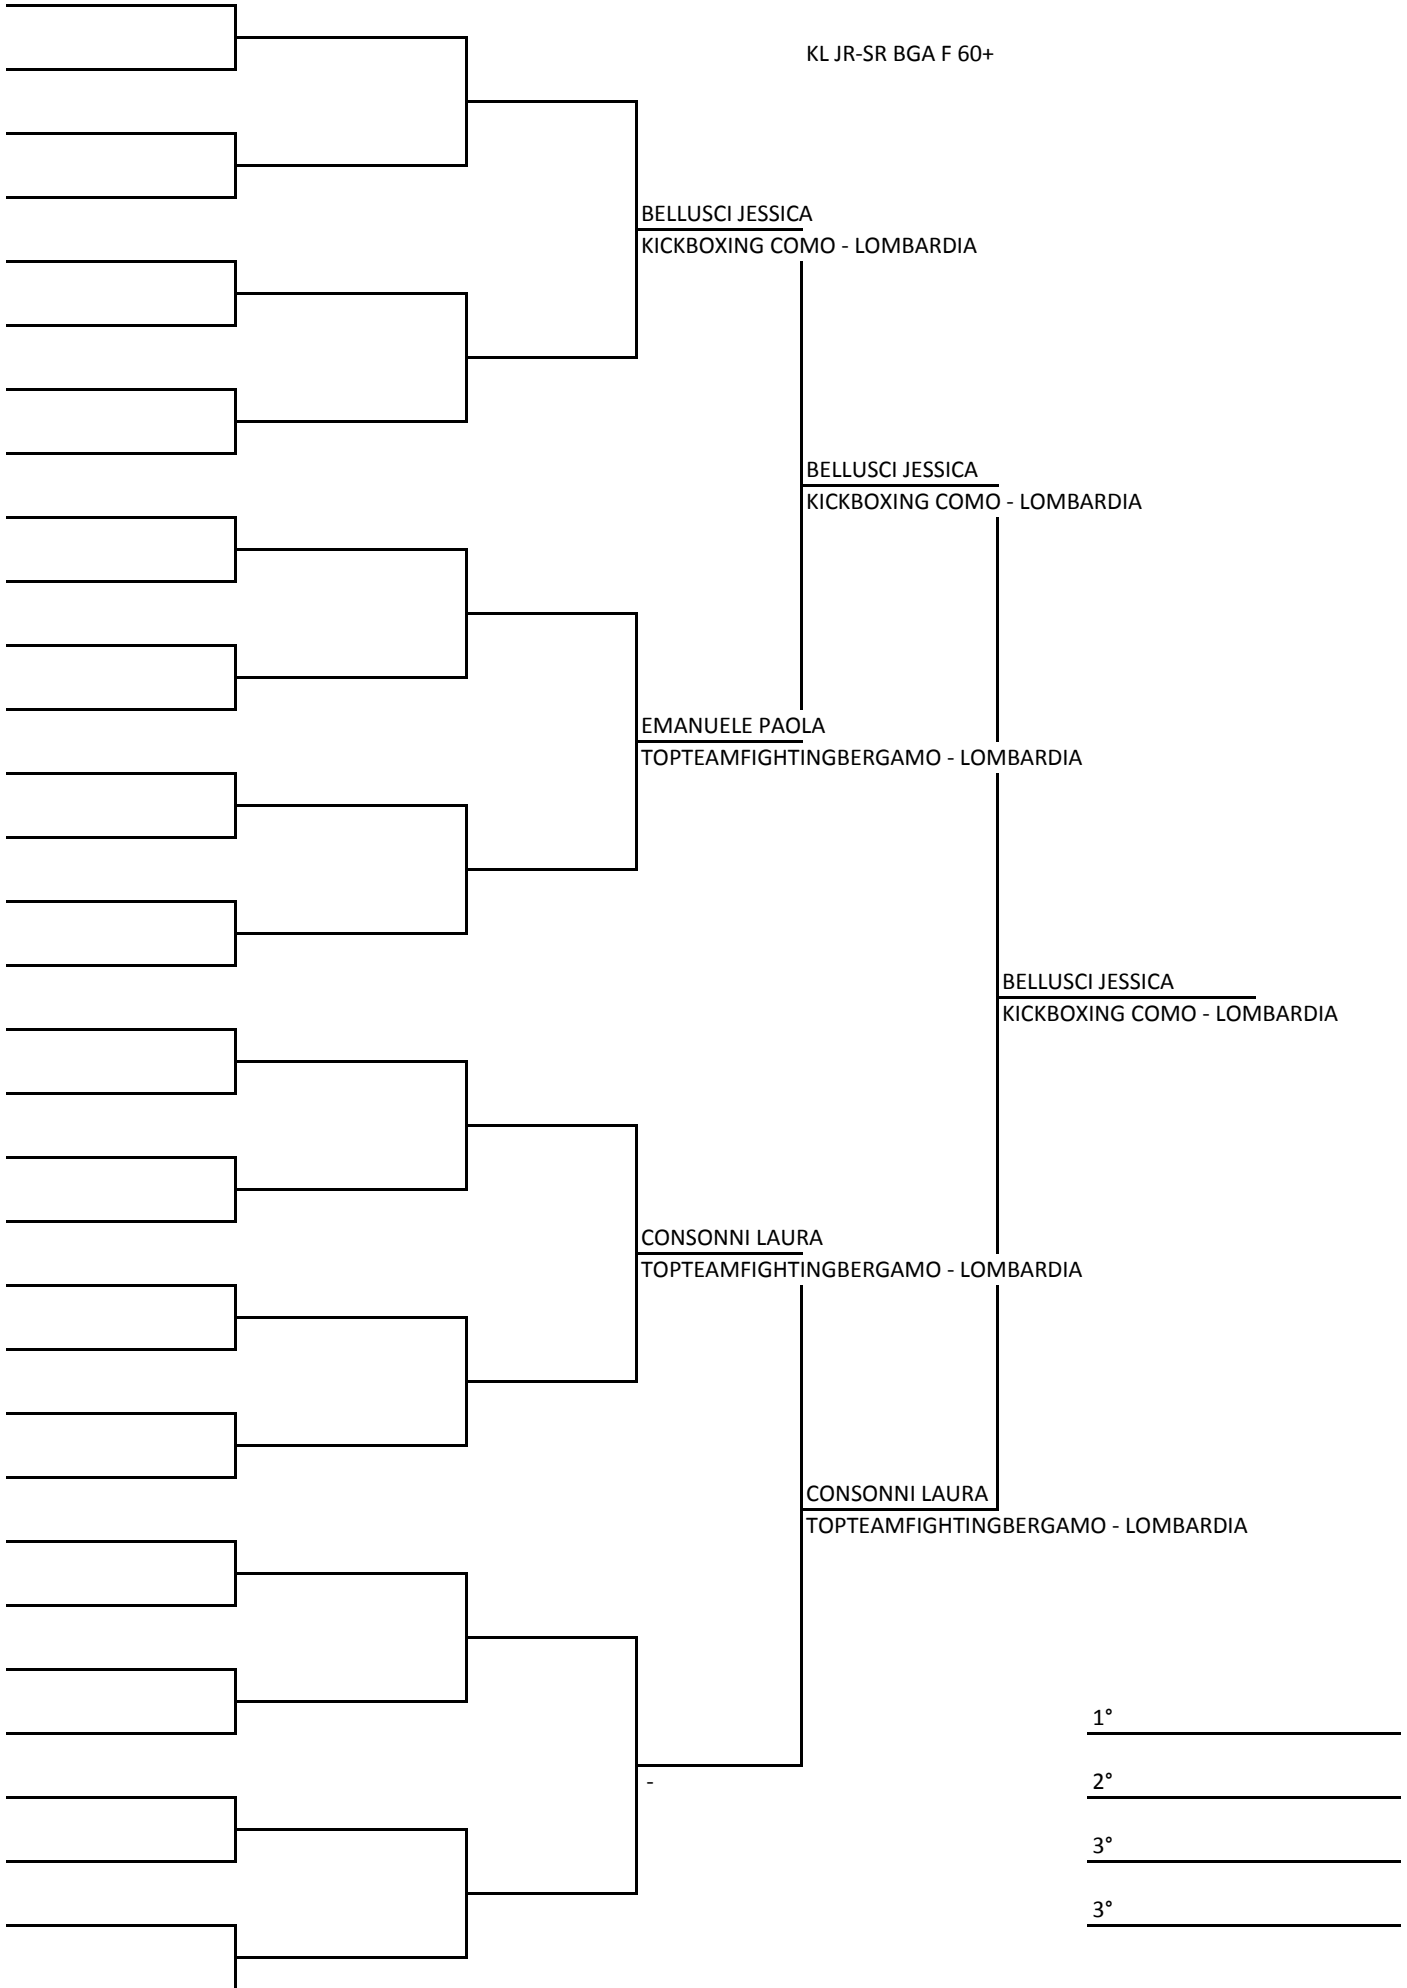 KL JR-SR BGA F 60+
BELLUSCI JESSICA
KICKBOXING COMO - LOMBARDIA
BELLUSCI JESSICA
KICKBOXING COMO - LOMBARDIA
EMANUELE PAOLA
TOPTEAMFIGHTINGBERGAMO - LOMBARDIA
BELLUSCI JESSICA
KICKBOXING COMO - LOMBARDIA
CONSONNI LAURA
TOPTEAMFIGHTINGBERGAMO - LOMBARDIA
CONSONNI LAURA
TOPTEAMFIGHTINGBERGAMO - LOMBARDIA
1°
-
2°
3°
3°